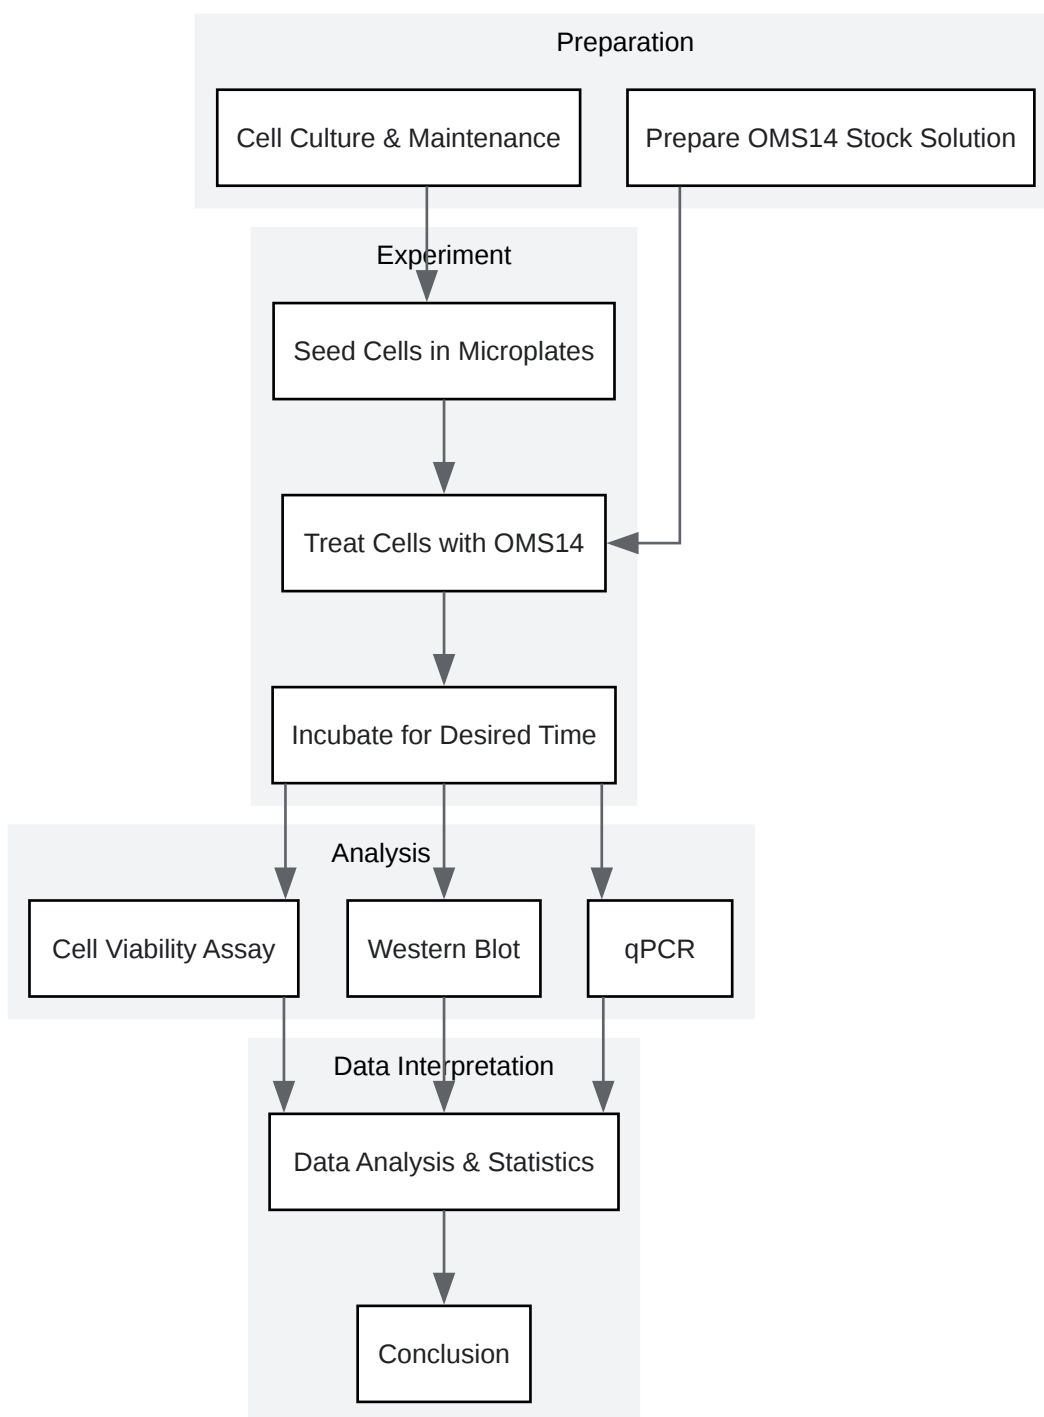 Preparation
Cell Culture & Maintenance
Prepare OMS14 Stock Solution
Experiment
Seed Cells in Microplates
Treat Cells with OMS14
Incubate for Desired Time
Analysis
Cell Viability Assay
Western Blot
qPCR
Data Interpretation
Data Analysis & Statistics
Conclusion